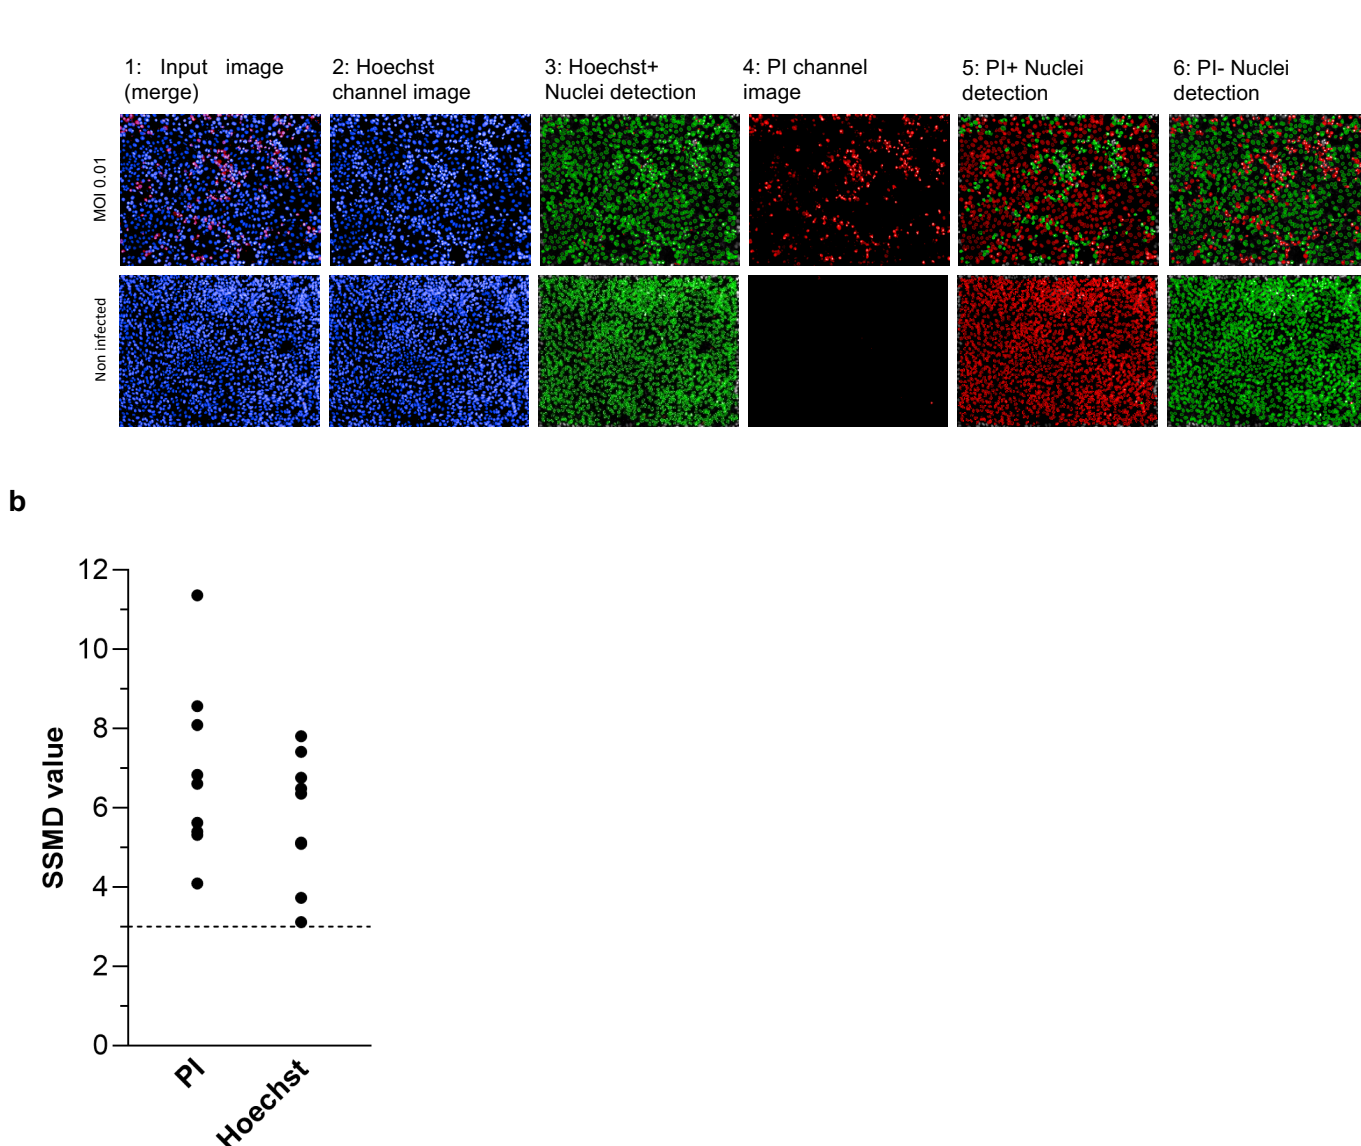 1: Input image
(merge)
2: Hoechst
channel image
3: Hoechst+
Nuclei detection
4: PI channel
image
5: PI+ Nuclei
detection
6: PI- Nuclei
detection
MOI 0.01
Non infected
b
12
10
8
6
4
2
0
SSMD value
PI
Hoechst